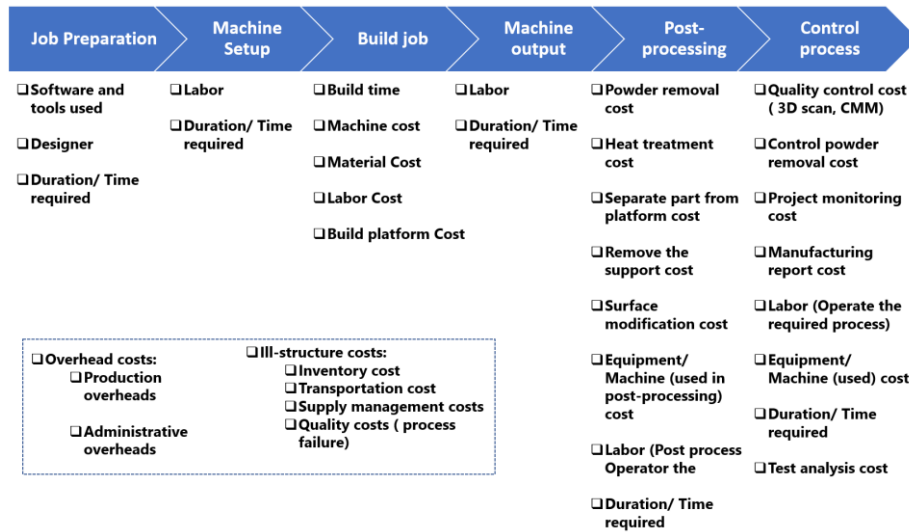 Job Preparation
Machine
Setup
Build job
Machine
output
Post-
processing
Control
process
Software and
tools used
Designer
Duration/ Time
required
Labor
Duration/ Time
required
Build time
Machine cost
Material Cost
Labor Cost
Build platform Cost
Labor
Duration/ Time
required
Powder removal
cost
Heat treatment
cost
Separate part from
platform cost
Remove the
support cost
Surface
modification cost
Equipment/
Machine (used in
post-processing)
cost
Labor (Post process
Operator the
Duration/ Time
required
Quality control cost
( 3D scan, CMM)
Control powder
removal cost
Project monitoring
cost
Manufacturing
report cost
Labor (Operate the
required process)
Equipment/
Machine (used) cost
Duration/ Time
required
Test analysis cost
Overhead costs:
Production
overheads
Administrative
overheads
Ill-structure costs:
Inventory cost
Transportation cost
Supply management costs
Quality costs ( process
failure)